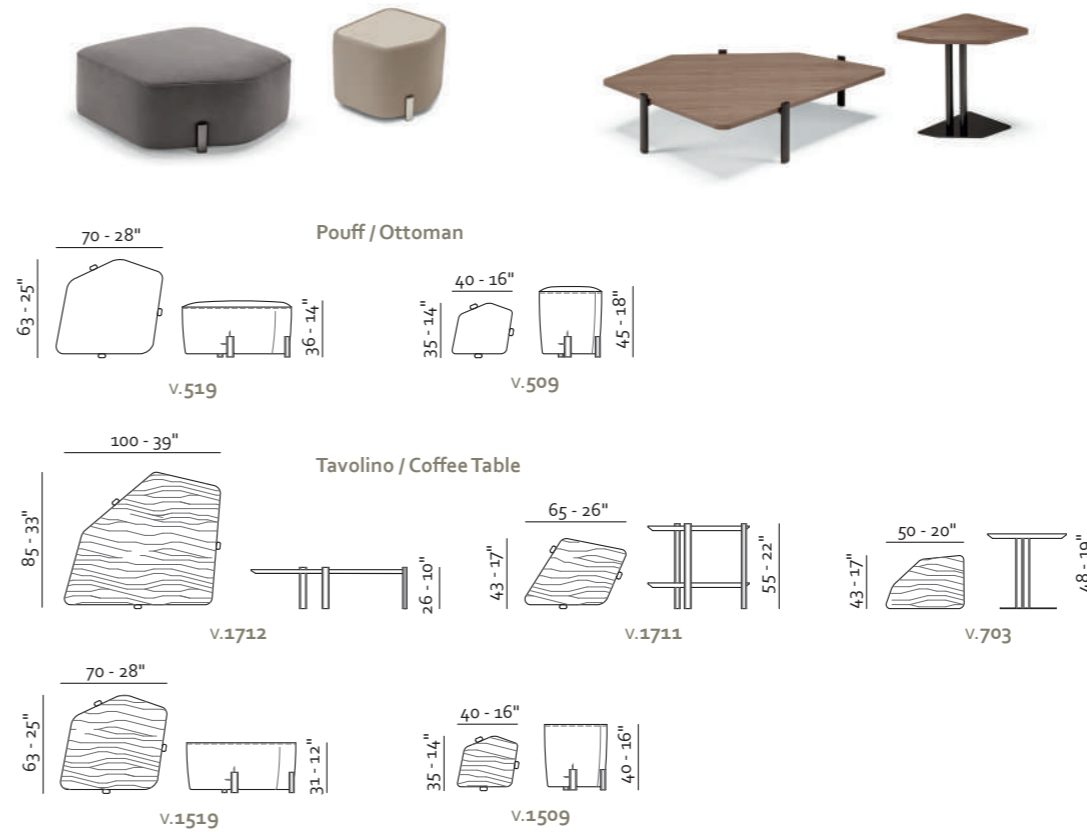 Pouff / Ottoman
70 - 28"
63 - 25"
36 - 14"
v.519
40 - 16"
35 - 14"
45 - 18"
v.509
Tavolino / Coffee Table
100 - 39"
85 - 33"
26 - 10"
v.1712
65 - 26"
43 - 17"
55 - 22"
v.1711
50 - 20"
43 - 17"
48 - 19"
v.703
70 - 28"
63 - 25"
31 - 12"
v.1519
40 - 16"
35 - 14"
40 - 16"
v.1509